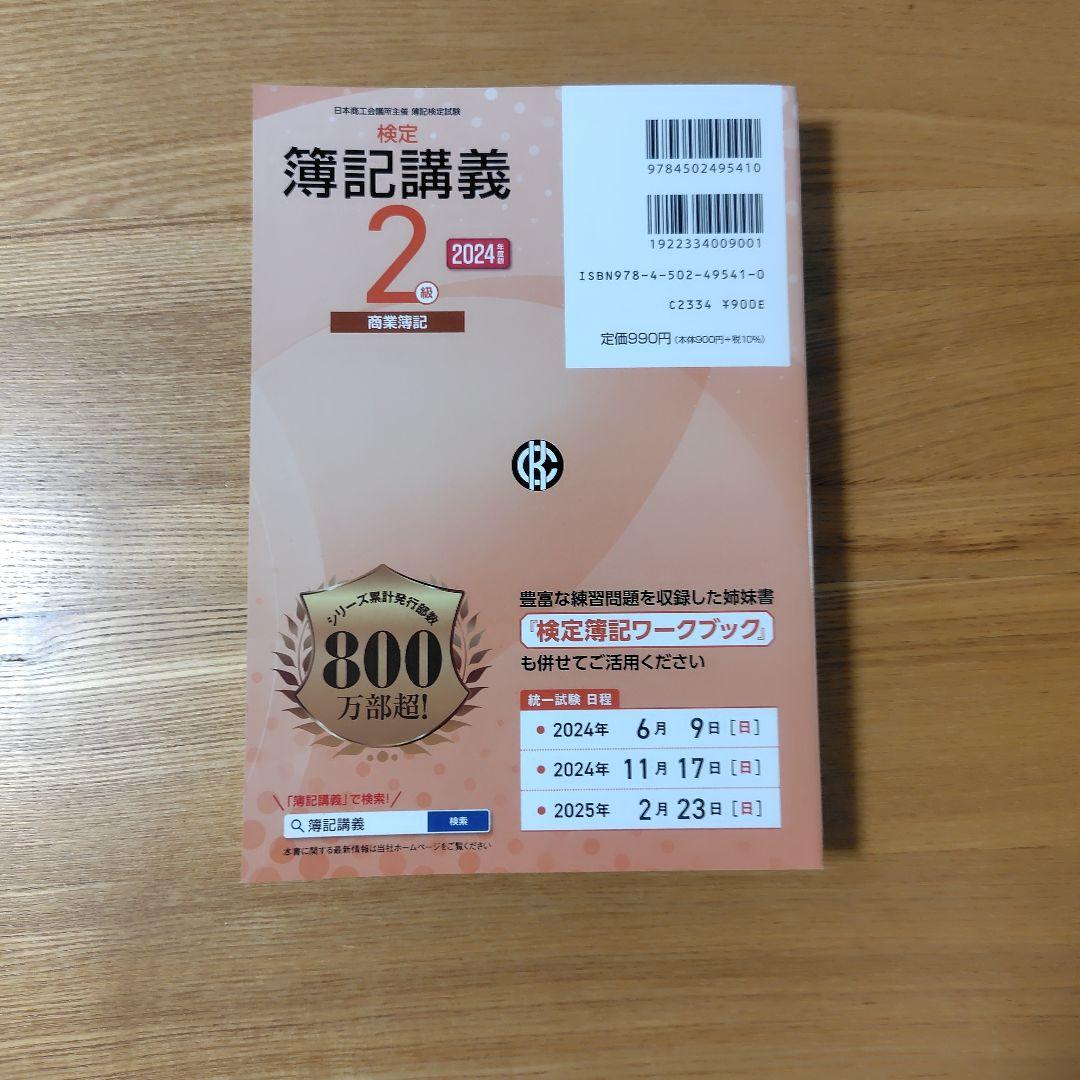 日本商工会議所主催 簿記検定試験
検定
簿記講義
2級
2024年度版
商業簿記
9784502495410
1922334009001
ISBN978-4-502-49541-0
C2334 ¥900E
定価990円(本体900円+税10%)
シリーズ累計発行部数
800
万部超!
豊富な練習問題を収録した姉妹書
『検定簿記ワークブック』
も併せてご活用ください
統一試験 日程
● 2024年 6月 9日[日]
● 2024年 11月 17日[日]
● 2025年 2月 23日[日]
\「簿記講義」で検索!/
簿記講義 検索
本書に関する最新情報は当社ホームページをご覧ください